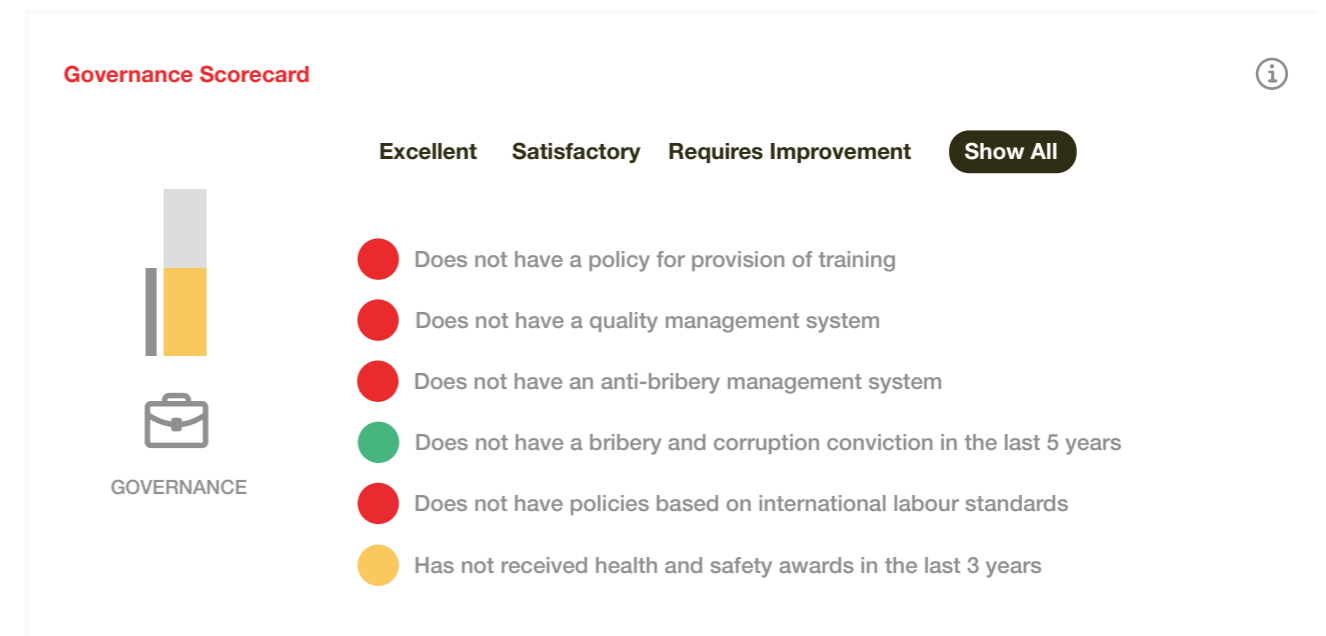 Governance Scorecard
Excellent Satisfactory Requires Improvement Show All
Does not have a policy for provision of training
Does not have a quality management system
Does not have an anti-bribery management system
Does not have a bribery and corruption conviction in the last 5 years
GOVERNANCE
Does not have policies based on international labour standards
Has not received health and safety awards in the last 3 years